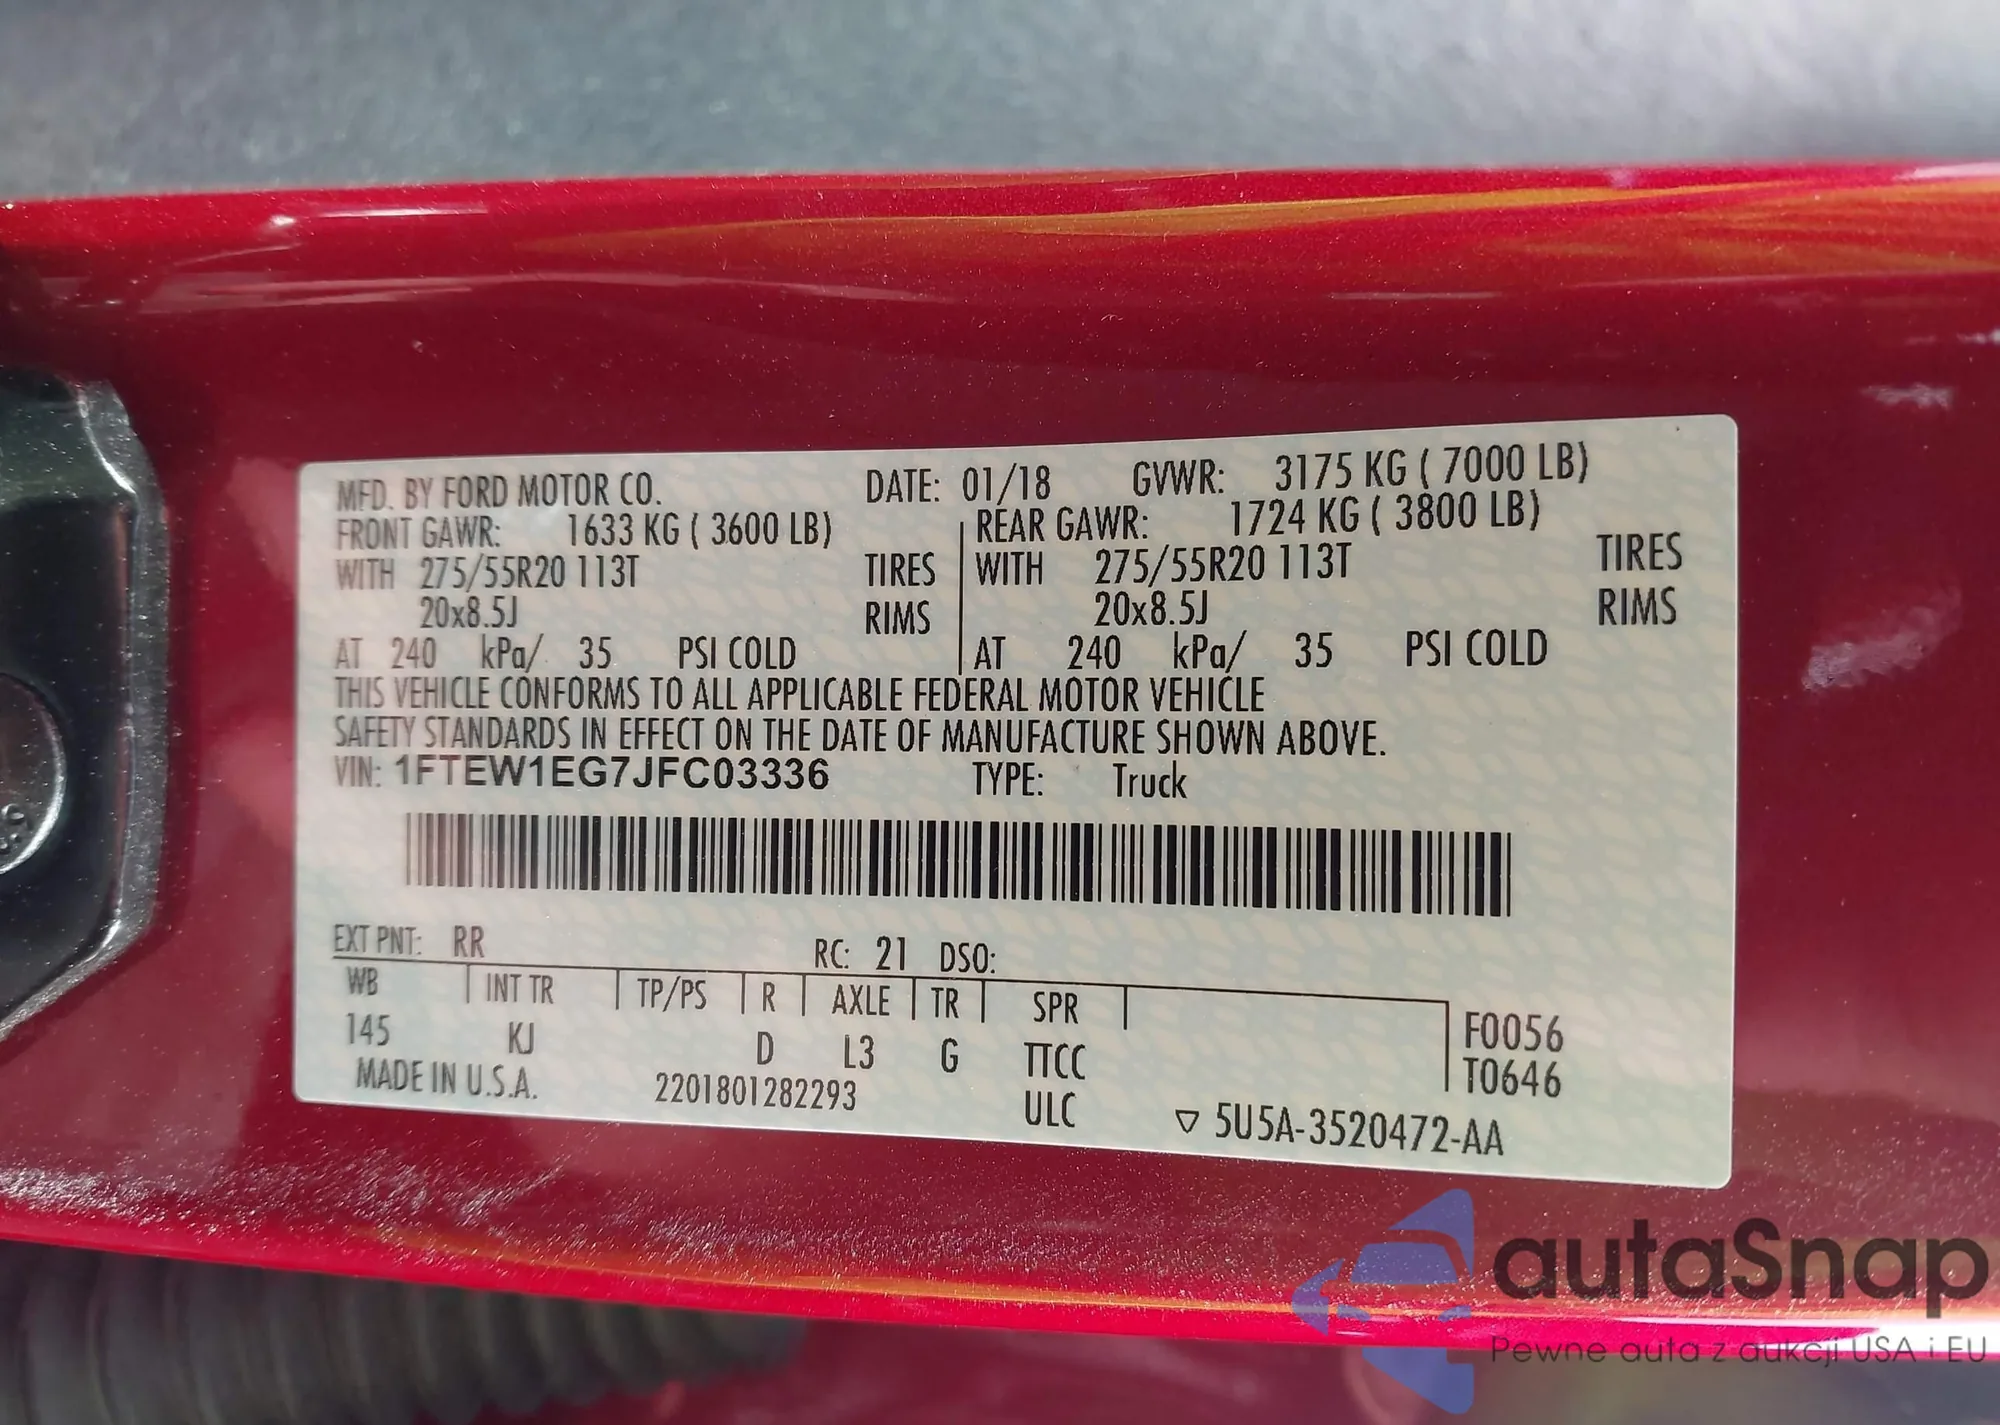 MFD. BY FORD MOTOR CO. DATE: 01/18 GVWR: 3175 KG ( 7000 LB)
FRONT GAWR: 1633 KG ( 3600 LB) REAR GAWR: 1724 KG ( 3800 LB)
WITH 275/55R20 113T TIRES WITH 275/55R20 113T TIRES
20x8.5J RIMS 20x8.5J RIMS
AT 240 kPa/ 35 PSI COLD AT 240 kPa/ 35 PSI COLD
THIS VEHICLE CONFORMS TO ALL APPLICABLE FEDERAL MOTOR VEHICLE
SAFETY STANDARDS IN EFFECT ON THE DATE OF MANUFACTURE SHOWN ABOVE.
VIN: 1FTEW1EG7JFC03336 TYPE: Truck
EXT PNT: RR RC: 21 DSO:
WB INT TR TP/PS R AXLE TR SPR
145 KJ D L3 G TTCC F0056
ULC T0646
MADE IN U.S.A. 2201801282293 ▽ 5U5A-3520472-AA
autaSnap
Pewne auta z aukcji USA i EU